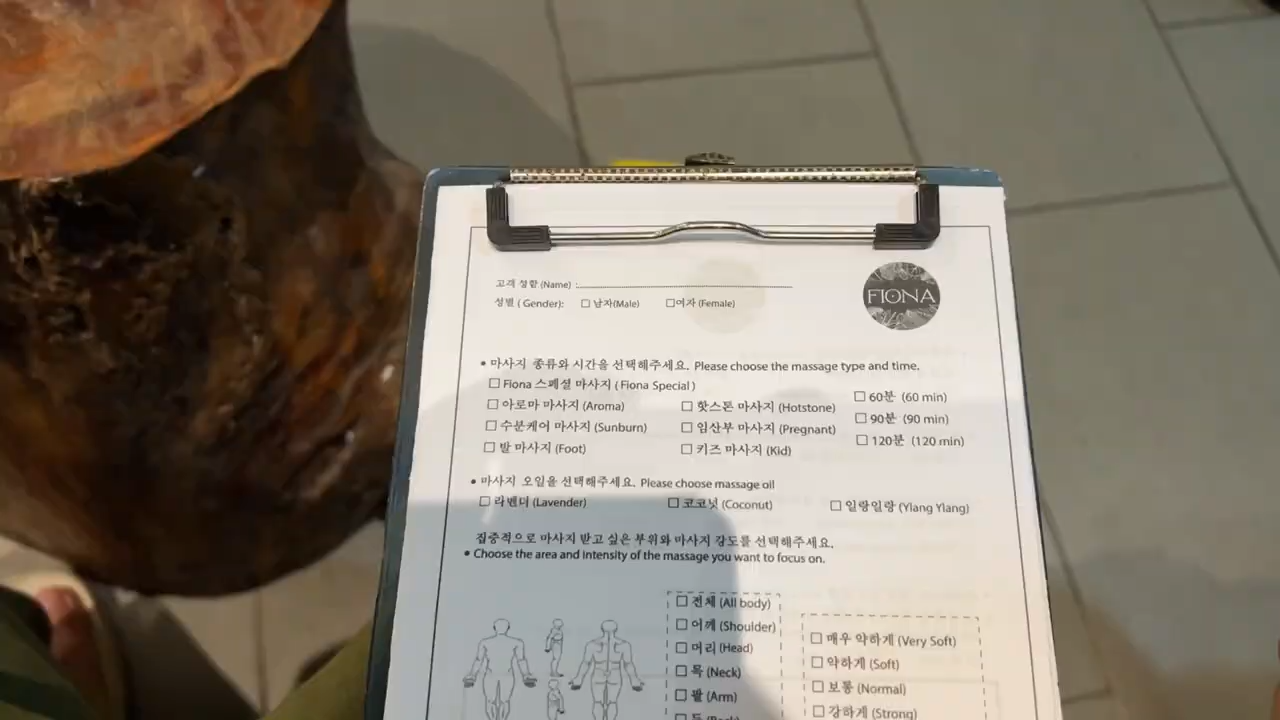 고객 성함 (Name) :
성별 ( Gender): 남자(Male) 여자 (Female)
FIONA
• 마사지 종류와 시간을 선택해주세요. Please choose the massage type and time.
Fiona 스페셜 마사지 ( Fiona Special )
아로마 마사지 (Aroma) 핫스톤 마사지 (Hotstone) 60분 (60 min)
수분케어 마사지 (Sunburn) 임산부 마사지 (Pregnant) 90분 (90 min)
발 마사지 (Foot) 키즈 마사지 (Kid) 120분 (120 min)
• 마사지 오일을 선택해주세요. Please choose massage oil
라벤더 (Lavender) 코코넛 (Coconut) 일랑일랑 (Ylang Ylang)
집중적으로 마사지 받고 싶은 부위와 마사지 강도를 선택해주세요.
• Choose the area and intensity of the massage you want to focus on.
전체 (All body)
어깨 (Shoulder)
머리 (Head)
목 (Neck)
팔 (Arm)
매우 약하게 (Very Soft)
약하게 (Soft)
보통 (Normal)
강하게 (Strong)